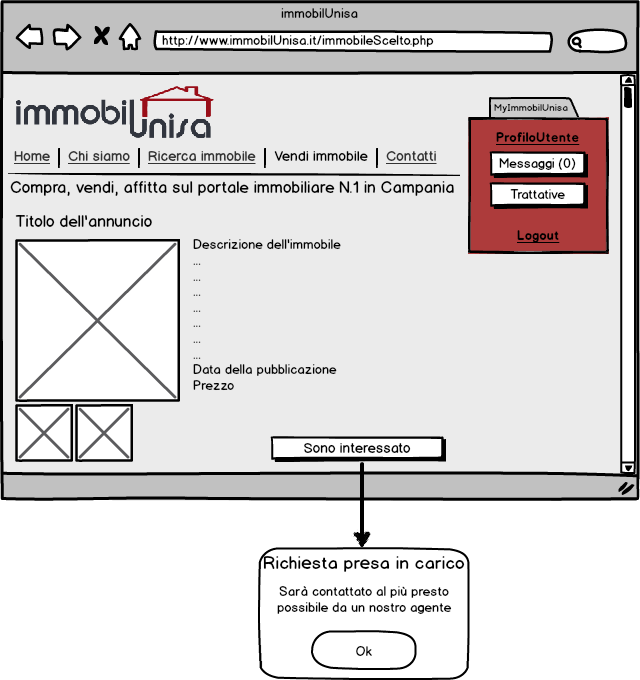 immobilUnisa
http://www.immobilUnisa.it/immobileScelto.php
immobilUnisa
MyImmobilUnisa
ProfiloUtente
Messaggi (0)
Trattative
Logout
Home Chi siamo Ricerca immobile Vendi immobile Contatti
Compra, vendi, affitta sul portale immobiliare N.1 in Campania
Titolo dell'annuncio
Descrizione dell'immobile
...
...
...
...
...
...
...
Data della pubblicazione
Prezzo
Sono interessato
Richiesta presa in carico
Sarà contattato al più presto
possibile da un nostro agente
Ok